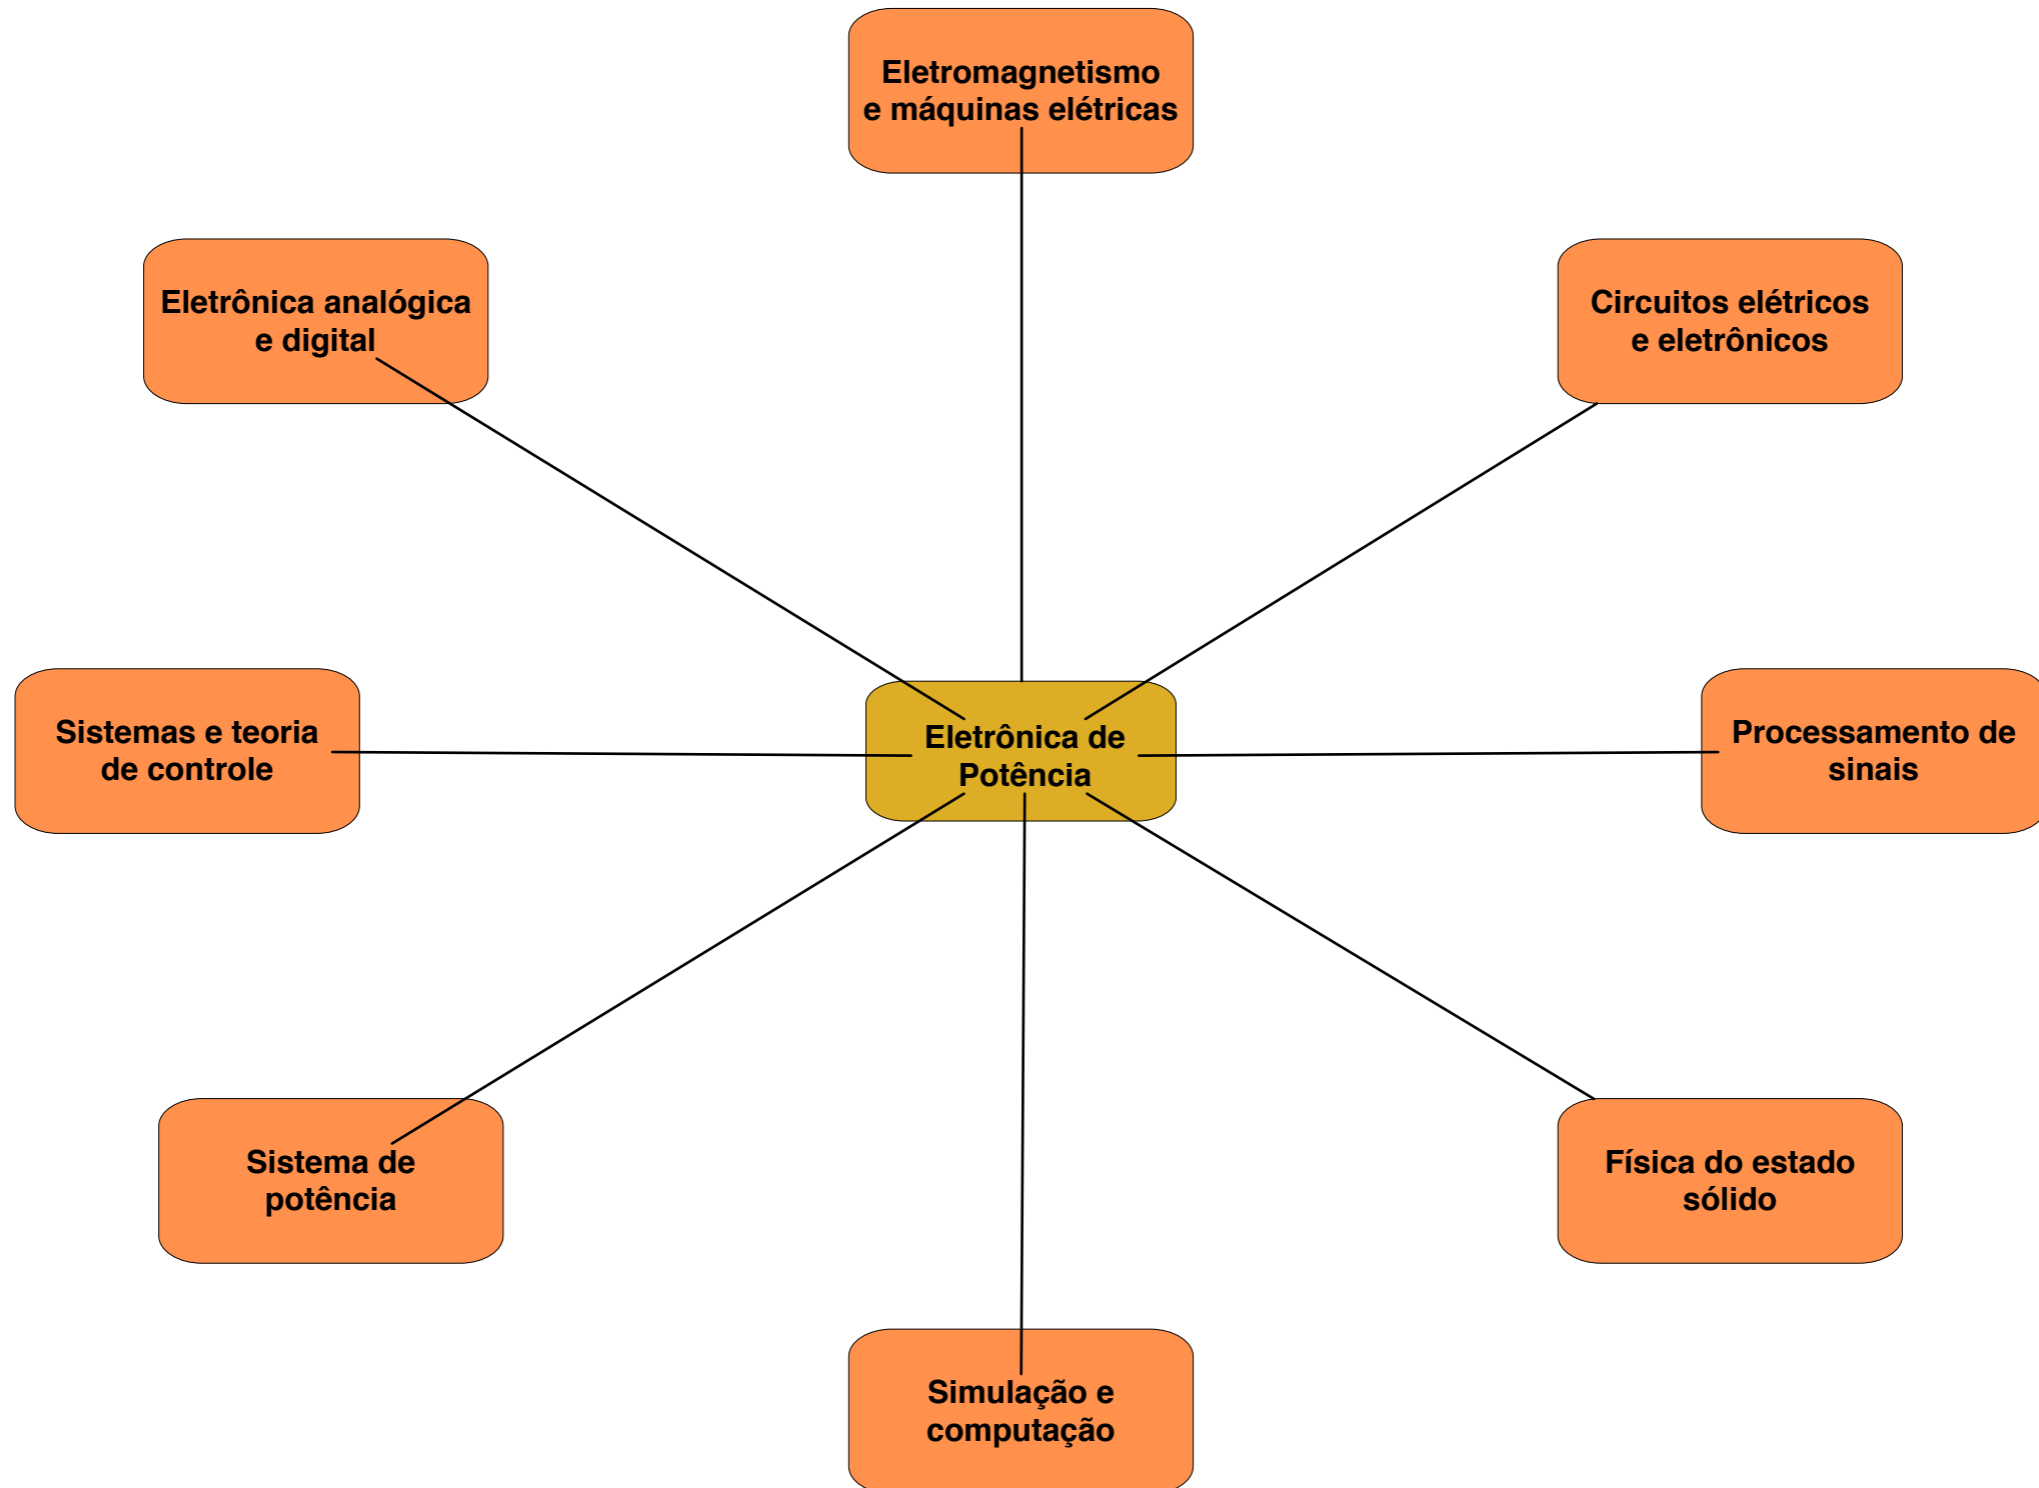 Eletromagnetismo
e máquinas elétricas
Eletrônica analógica
e digital
Circuitos elétricos
e eletrônicos
Sistemas e teoria
de controle
Eletrônica de
Potência
Processamento de
sinais
Sistema de
potência
Física do estado
sólido
Simulação e
computação